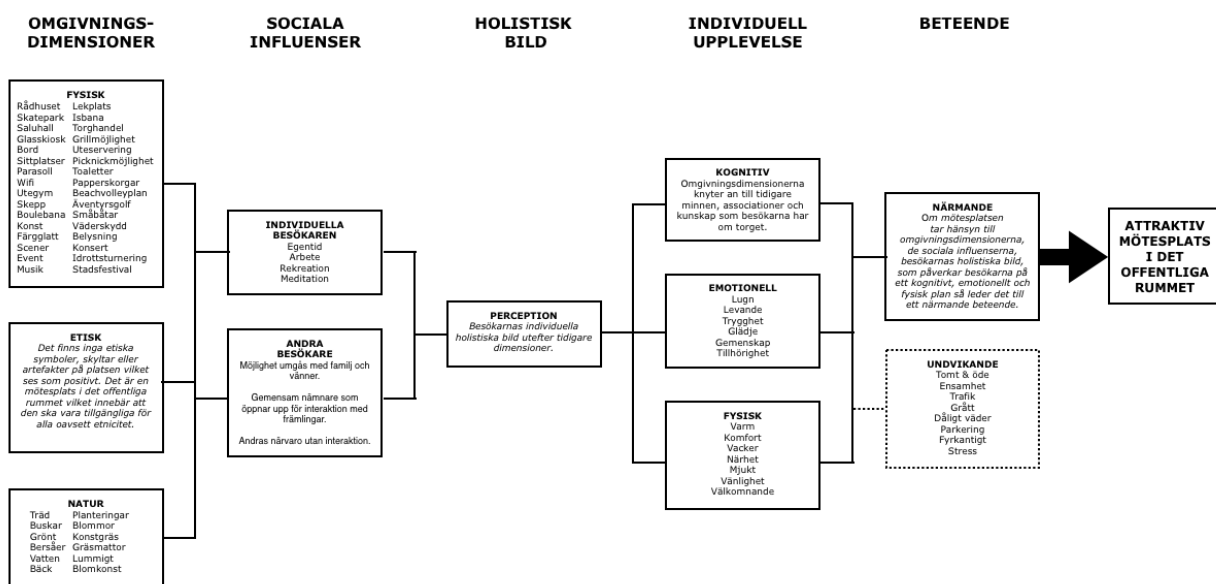 OMGIVNINGS-
DIMENSIONER
SOCIALA
INFLUENSER
HOLISTISK
BILD
INDIVIDUELL
UPPLEVELSE
BETEENDE
FYSISK
Rådhuset Lekplats
Skatepark Isbana
Saluhall Torghandel
Glasskiosk Grillmöjlighet
Bord Uteservering
Sittplatser Picknickmöjlighet
Parasoll Toaletter
Wifi Papperskorgar
Utegym Beachvolleyplan
Skepp Äventyrsgolf
Boulebana Småbåtar
Konst Väderskydd
Färgglatt Belysning
Scener Konsert
Event Idrottsturnering
Musik Stadsfestival
ETISK
Det finns inga etiska
symboler, skyltar eller
artefakter på platsen vilket
ses som positivt. Det är en
mötesplats i det offentliga
rummet vilket innebär att
den ska vara tillgängliga för
alla oavsett etnicitet.
NATUR
Träd Planteringar
Buskar Blommor
Grönt Konstgräs
Bersåer Gräsmattor
Vatten Lummigt
Bäck Blomkonst
INDIVIDUELLA
BESÖKAREN
Egentid
Arbete
Rekreation
Meditation
ANDRA
BESÖKARE
Möjlighet umgås med familj och
vänner.
Gemensam nämnare som
öppnar upp för interaktion med
främlingar.
Andras närvaro utan interaktion.
PERCEPTION
Besökarnas individuella
holistiska bild utefter tidigare
dimensioner.
KOGNITIV
Omgivningsdimensionerna
knyter an till tidigare
minnen, associationer och
kunskap som besökarna har
om torget.
EMOTIONELL
Lugn
Levande
Trygghet
Glädje
Gemenskap
Tillhörighet
FYSISK
Varm
Komfort
Vacker
Närhet
Mjukt
Vänlighet
Välkomnande
NÄRMANDE
Om mötesplatsen
tar hänsyn till
omgivningsdimensionerna,
de sociala influenserna,
besökarnas holistiska bild,
som påverkar besökarna på
ett kognitivt, emotionellt och
fysisk plan så leder det till
ett närmande beteende.
UNDVIKANDE
Tomt & öde
Ensamhet
Trafik
Grått
Dåligt väder
Parkering
Fyrkantigt
Stress
ATTRAKTIV
MÖTESPLATS
I DET
OFFENTLIGA
RUMMET